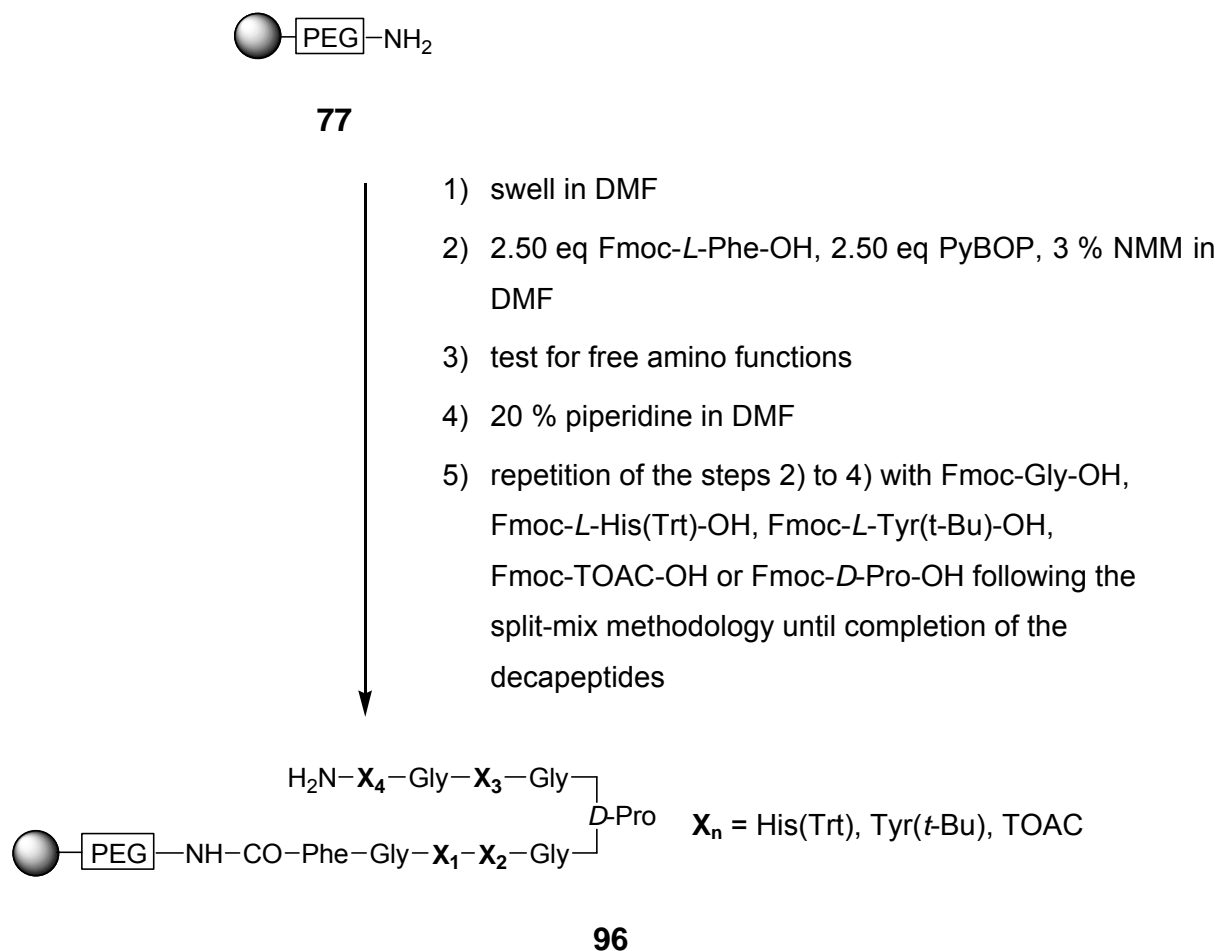 PEG NH2
77
1) swell in DMF
2) 2.50 eq Fmoc-L-Phe-OH, 2.50 eq PyBOP, 3 % NMM in
DMF
3) test for free amino functions
4) 20 % piperidine in DMF
5) repetition of the steps 2) to 4) with Fmoc-Gly-OH,
Fmoc-L-His(Trt)-OH, Fmoc-L-Tyr(t-Bu)-OH,
Fmoc-TOAC-OH or Fmoc-D-Pro-OH following the
split-mix methodology until completion of the
decapeptides
H2N-X4-Gly-X3-Gly
D-Pro
Xn = His(Trt), Tyr(t-Bu), TOAC
PEG-NH-CO-Phe-Gly-X1-X2-Gly
96